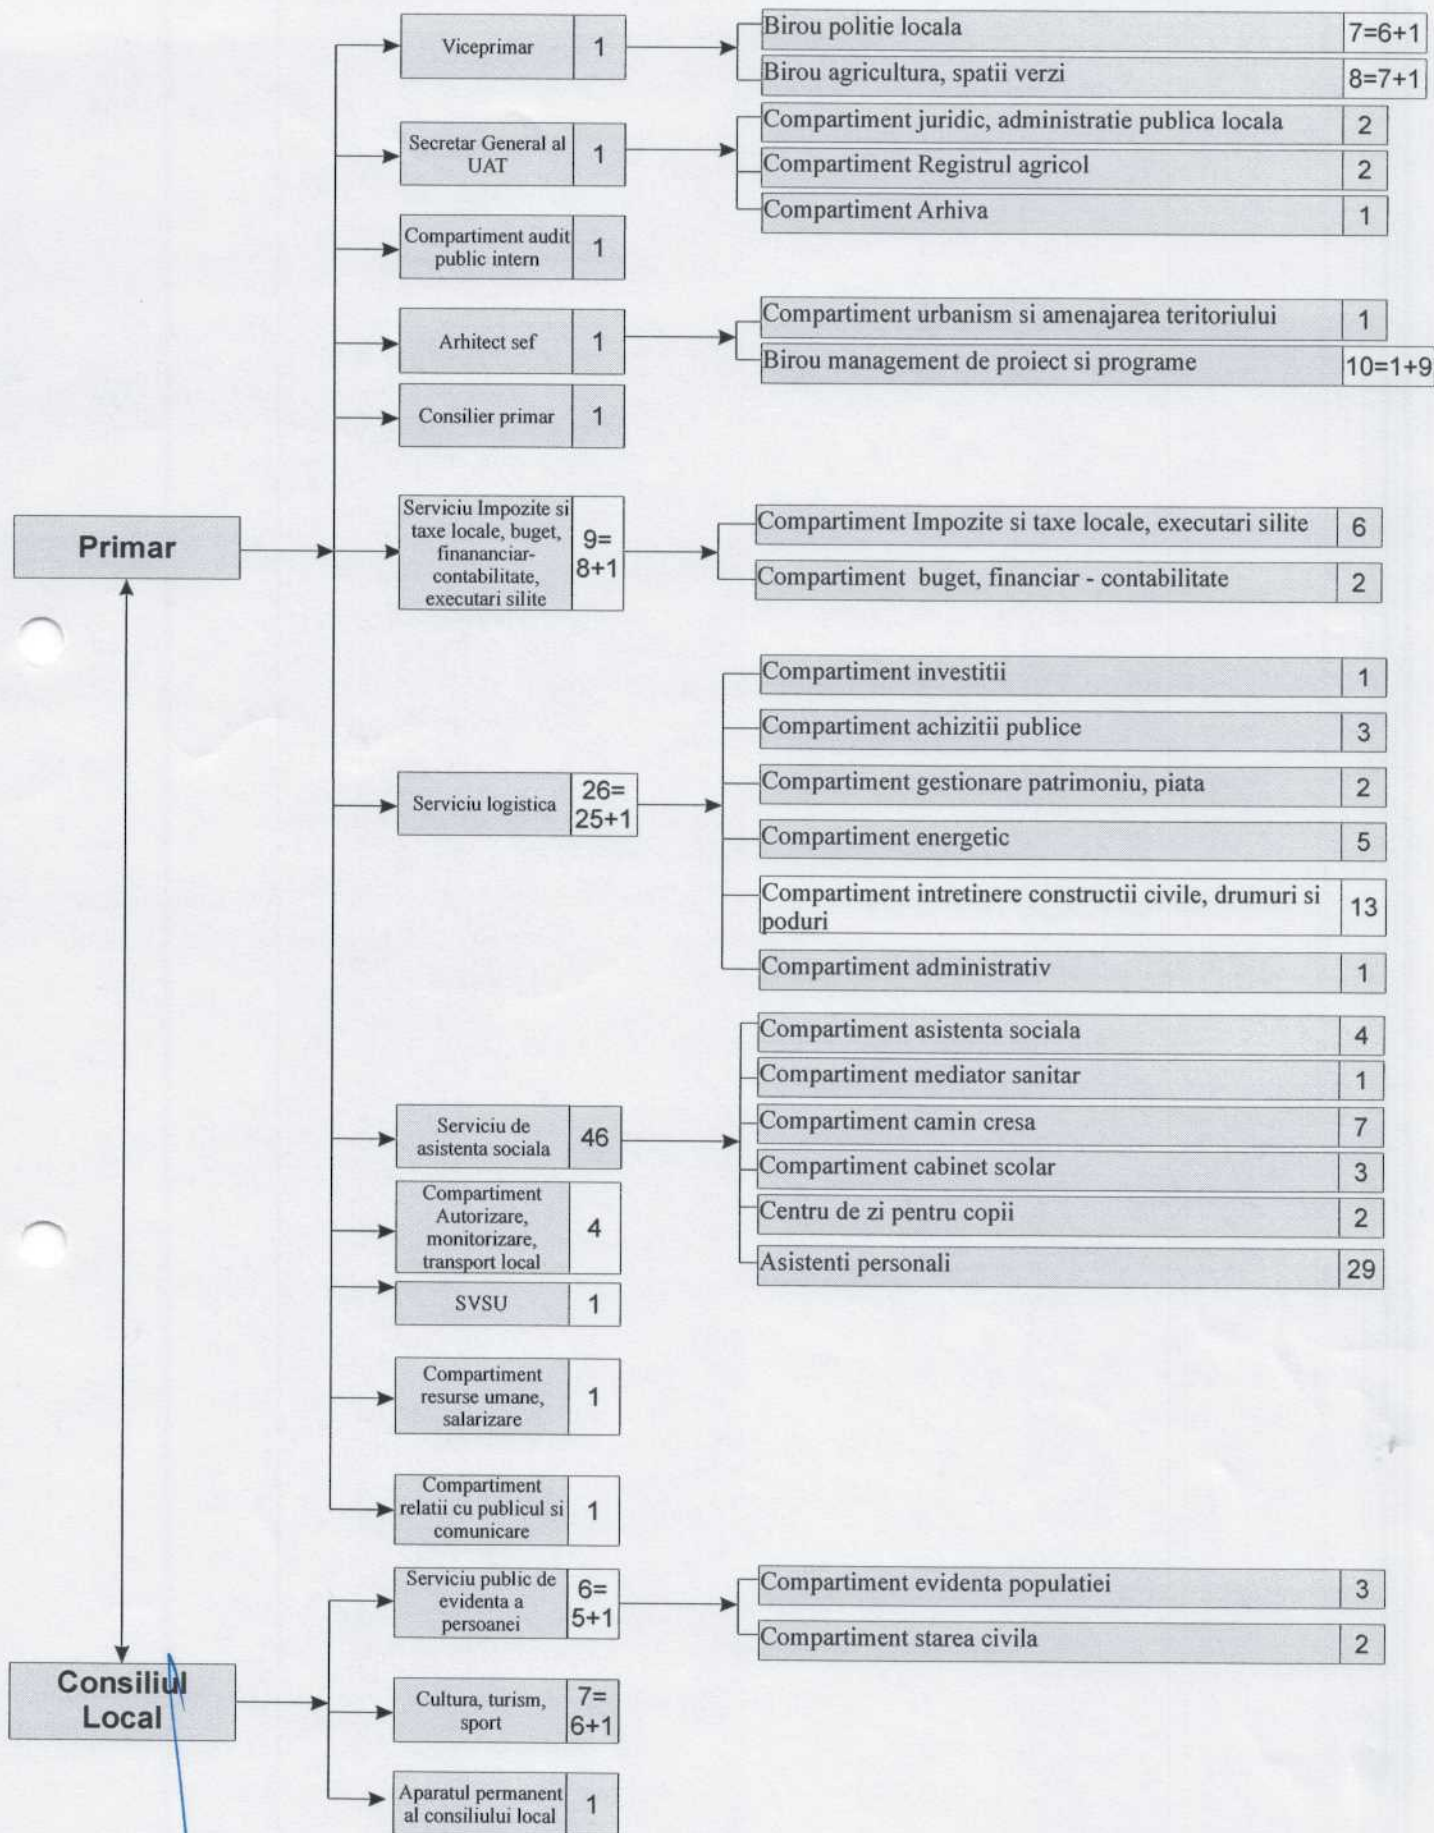 Viceprimar 1
Birou politie locala 7=6+1
Birou agricultura, spatii verzi 8=7+1
Secretar General al
UAT
1
Compartiment juridic, administratie publica locala 2
Compartiment Registrul agricol 2
Compartiment Arhiva 1
Compartiment audit
public intern
1
Arhitect sef 1
Compartiment urbanism si amenajarea teritoriului 1
Birou management de proiect si programe 10=1+9
Consilier primar 1
Primar
Serviciu Impozite si
taxe locale, buget,
finananciar-
contabilitate,
executari silite
9=
8+1
Compartiment Impozite si taxe locale, executari silite 6
Compartiment buget, financiar - contabilitate 2
Serviciu logistica
26=
25+1
Compartiment investitii 1
Compartiment achizitii publice 3
Compartiment gestionare patrimoniu, piata 2
Compartiment energetic 5
Compartiment intretinere constructii civile, drumuri si
poduri
13
Compartiment administrativ 1
Serviciu de
asistenta sociala
46
Compartiment asistenta sociala 4
Compartiment mediator sanitar 1
Compartiment camin cresa 7
Compartiment cabinet scolar 3
Centru de zi pentru copii 2
Asistenti personali 29
Compartiment
Autorizare,
monitorizare,
transport local
4
SVSU 1
Compartiment
resurse umane,
salarizare
1
Compartiment
relatii cu publicul si
comunicare
1
Consiliul
Local
Serviciu public de
evidenta a
persoanei
6=
5+1
Compartiment evidenta populatiei 3
Compartiment starea civila 2
Cultura, turism,
sport
7=
6+1
Aparatul permanent
al consiliului local
1